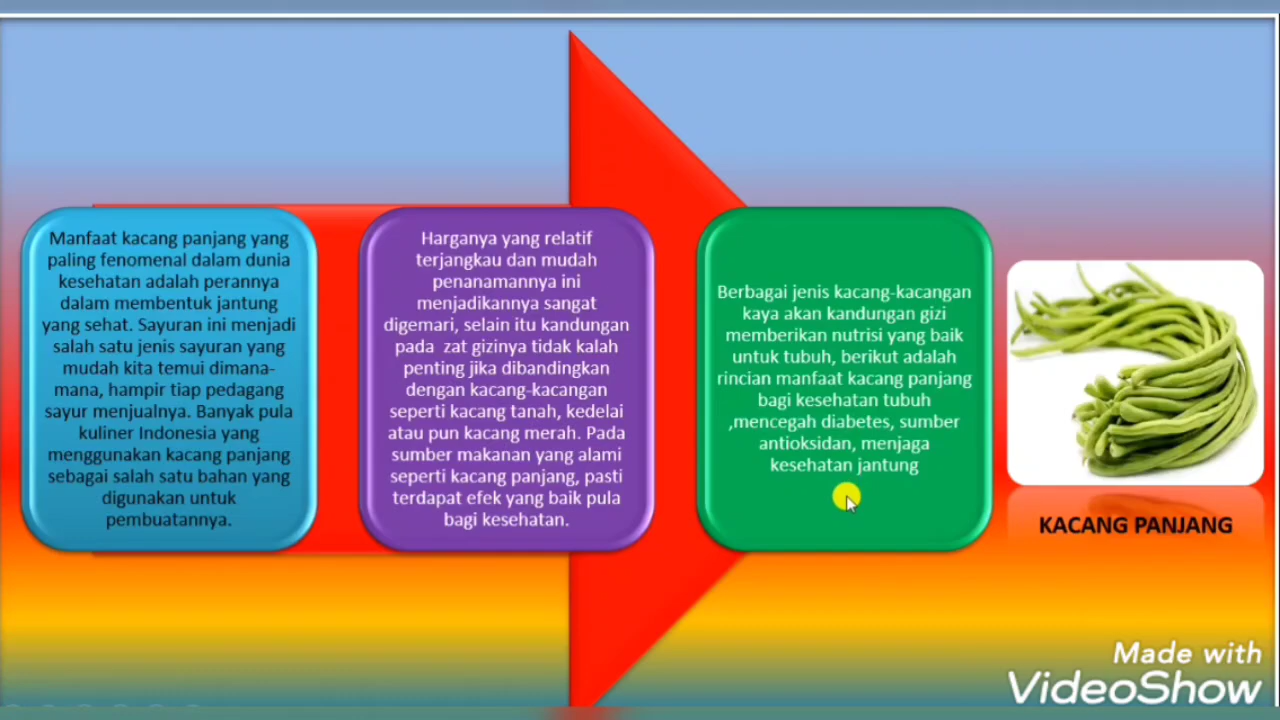 Manfaat kacang panjang yang
paling fenomenal dalam dunia
kesehatan adalah perannya
dalam membentuk jantung
yang sehat. Sayuran ini menjadi
salah satu jenis sayuran yang
mudah kita temui dimana-
mana, hampir tiap pedagang
sayur menjualnya. Banyak pula
kuliner Indonesia yang
menggunakan kacang panjang
sebagai salah satu bahan yang
digunakan untuk
pembuatannya.
Harganya yang relatif
terjangkau dan mudah
penanamannya ini
menjadikannya sangat
digemari, selain itu kandungan
pada  zat gizinya tidak kalah
penting jika dibandingkan
dengan kacang-kacangan
seperti kacang tanah, kedelai
atau pun kacang merah. Pada
sumber makanan yang alami
seperti kacang panjang, pasti
terdapat efek yang baik pula
bagi kesehatan.
Berbagai jenis kacang-kacangan
kaya akan kandungan gizi
memberikan nutrisi yang baik
untuk tubuh, berikut adalah
rincian manfaat kacang panjang
bagi kesehatan tubuh
,mencegah diabetes, sumber
antioksidan, menjaga
kesehatan jantung
KACANG PANJANG
Made with
VideoShow